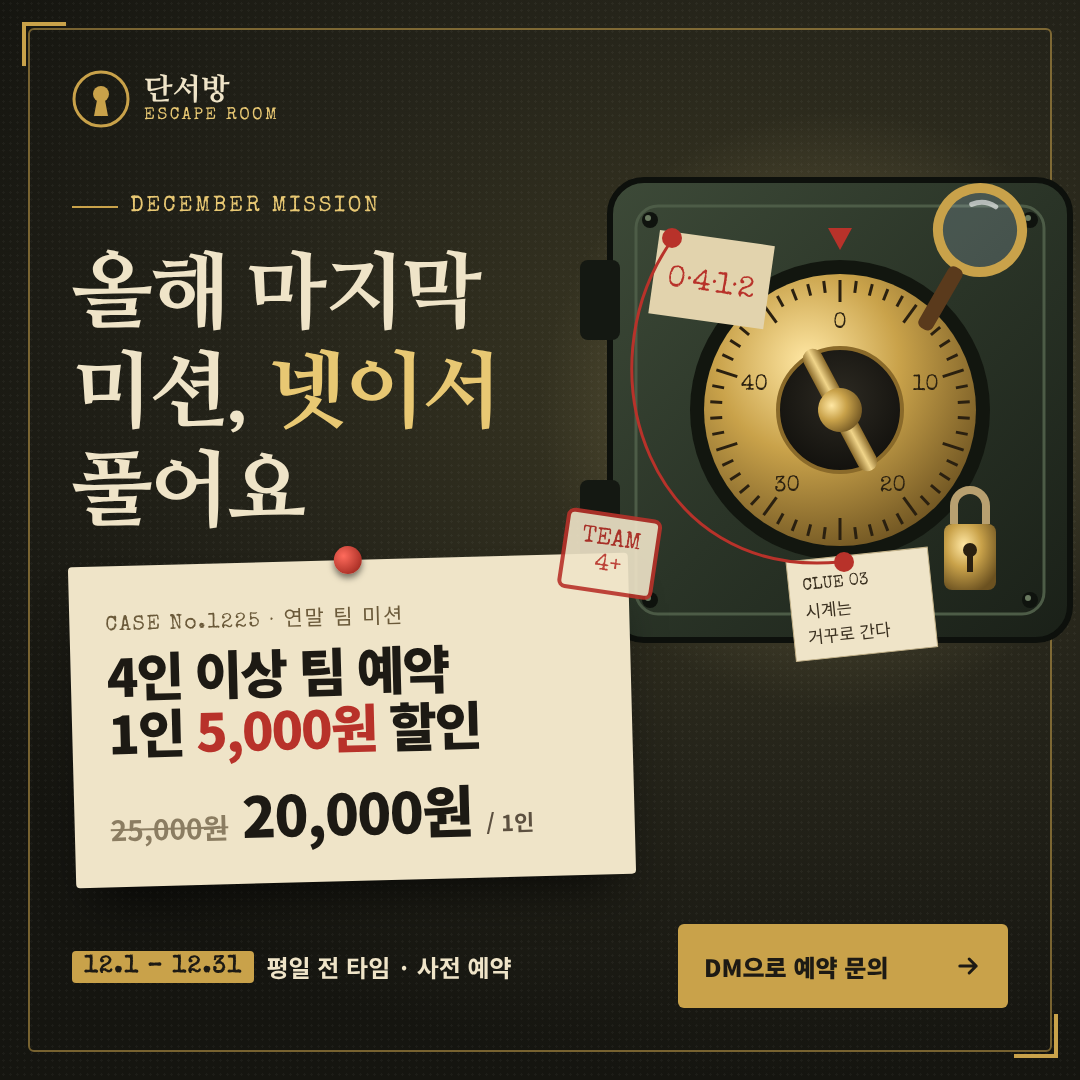 단서방
ESCAPE ROOM
DECEMBER MISSION
올해 마지막
미션, 넷이서
풀어요
0·4·1·2
0
10
20
30
40
TEAM
4+
CLUE 03
시계는
거꾸로 간다
CASE No.1225 · 연말 팀 미션
4인 이상 팀 예약
1인 5,000원 할인
25,000원 20,000원 / 1인
12.1 – 12.31 평일 전 타임 · 사전 예약
DM으로 예약 문의 →